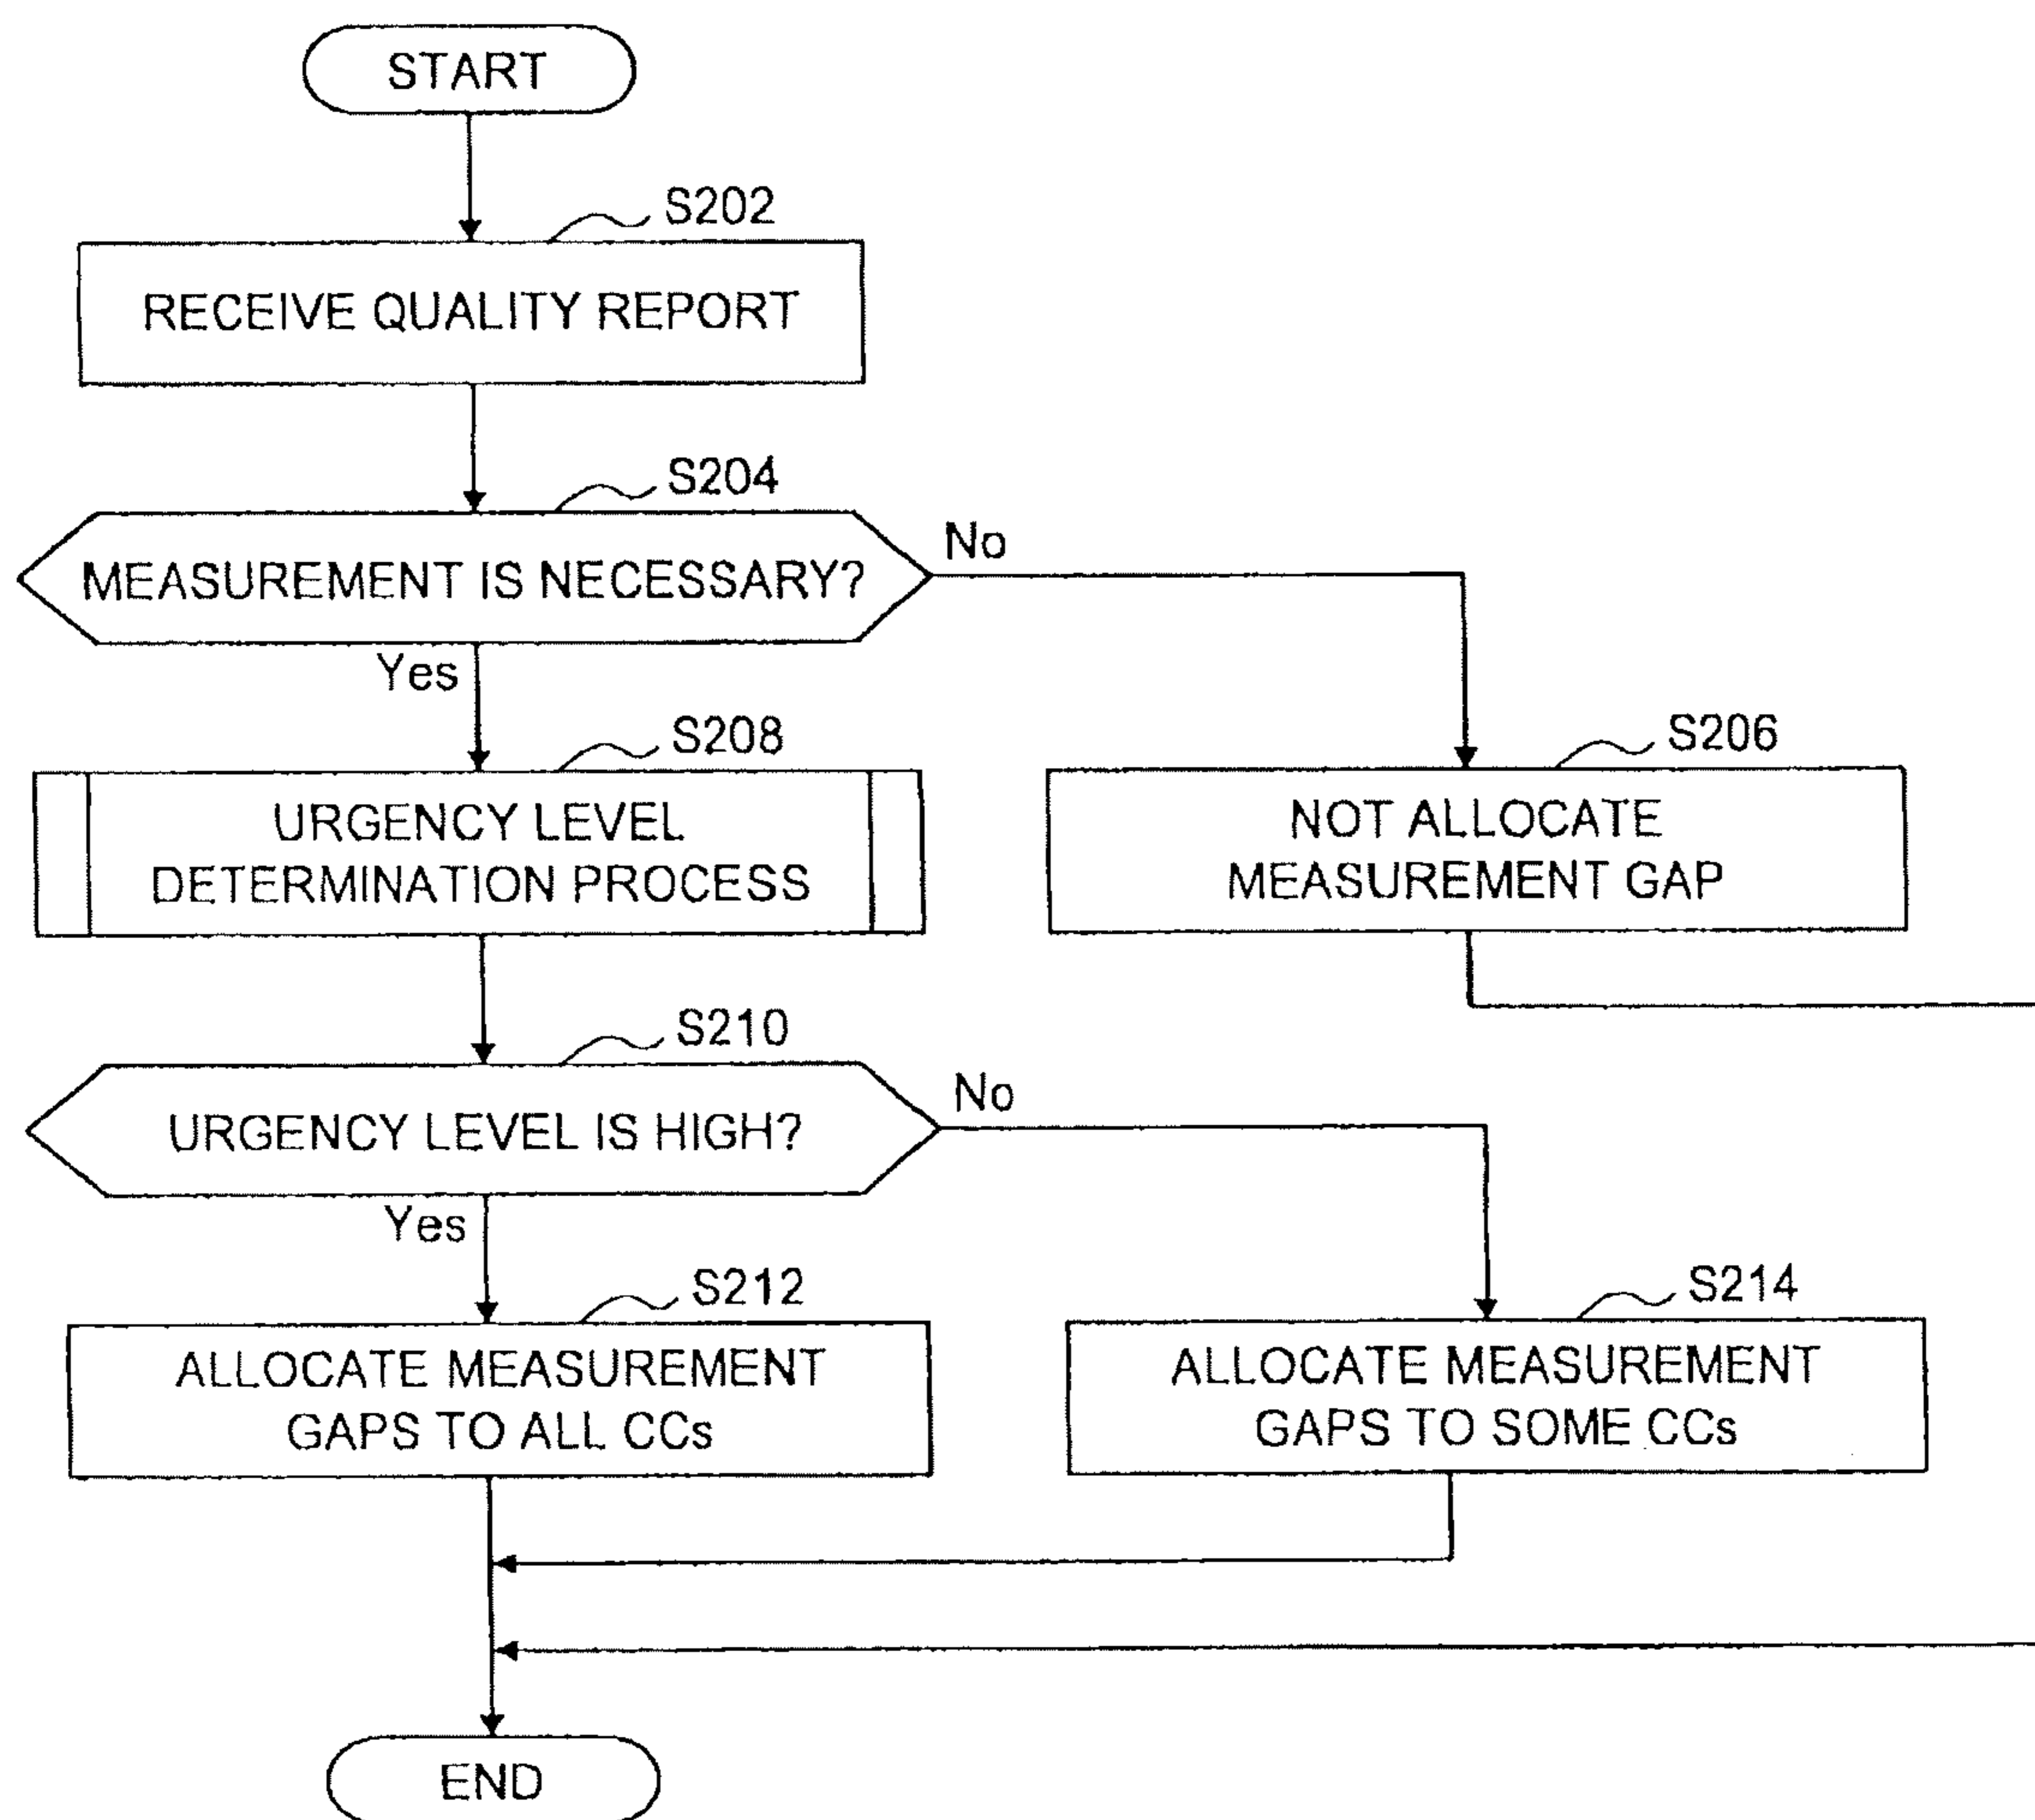 START
S202
RECEIVE QUALITY REPORT
S204
MEASUREMENT IS NECESSARY?
No
Yes
S208
URGENCY LEVEL
DETERMINATION PROCESS
S206
NOT ALLOCATE
MEASUREMENT GAP
S210
URGENCY LEVEL IS HIGH?
No
Yes
S212
ALLOCATE MEASUREMENT
GAPS TO ALL CCs
S214
ALLOCATE MEASUREMENT
GAPS TO SOME CCs
END